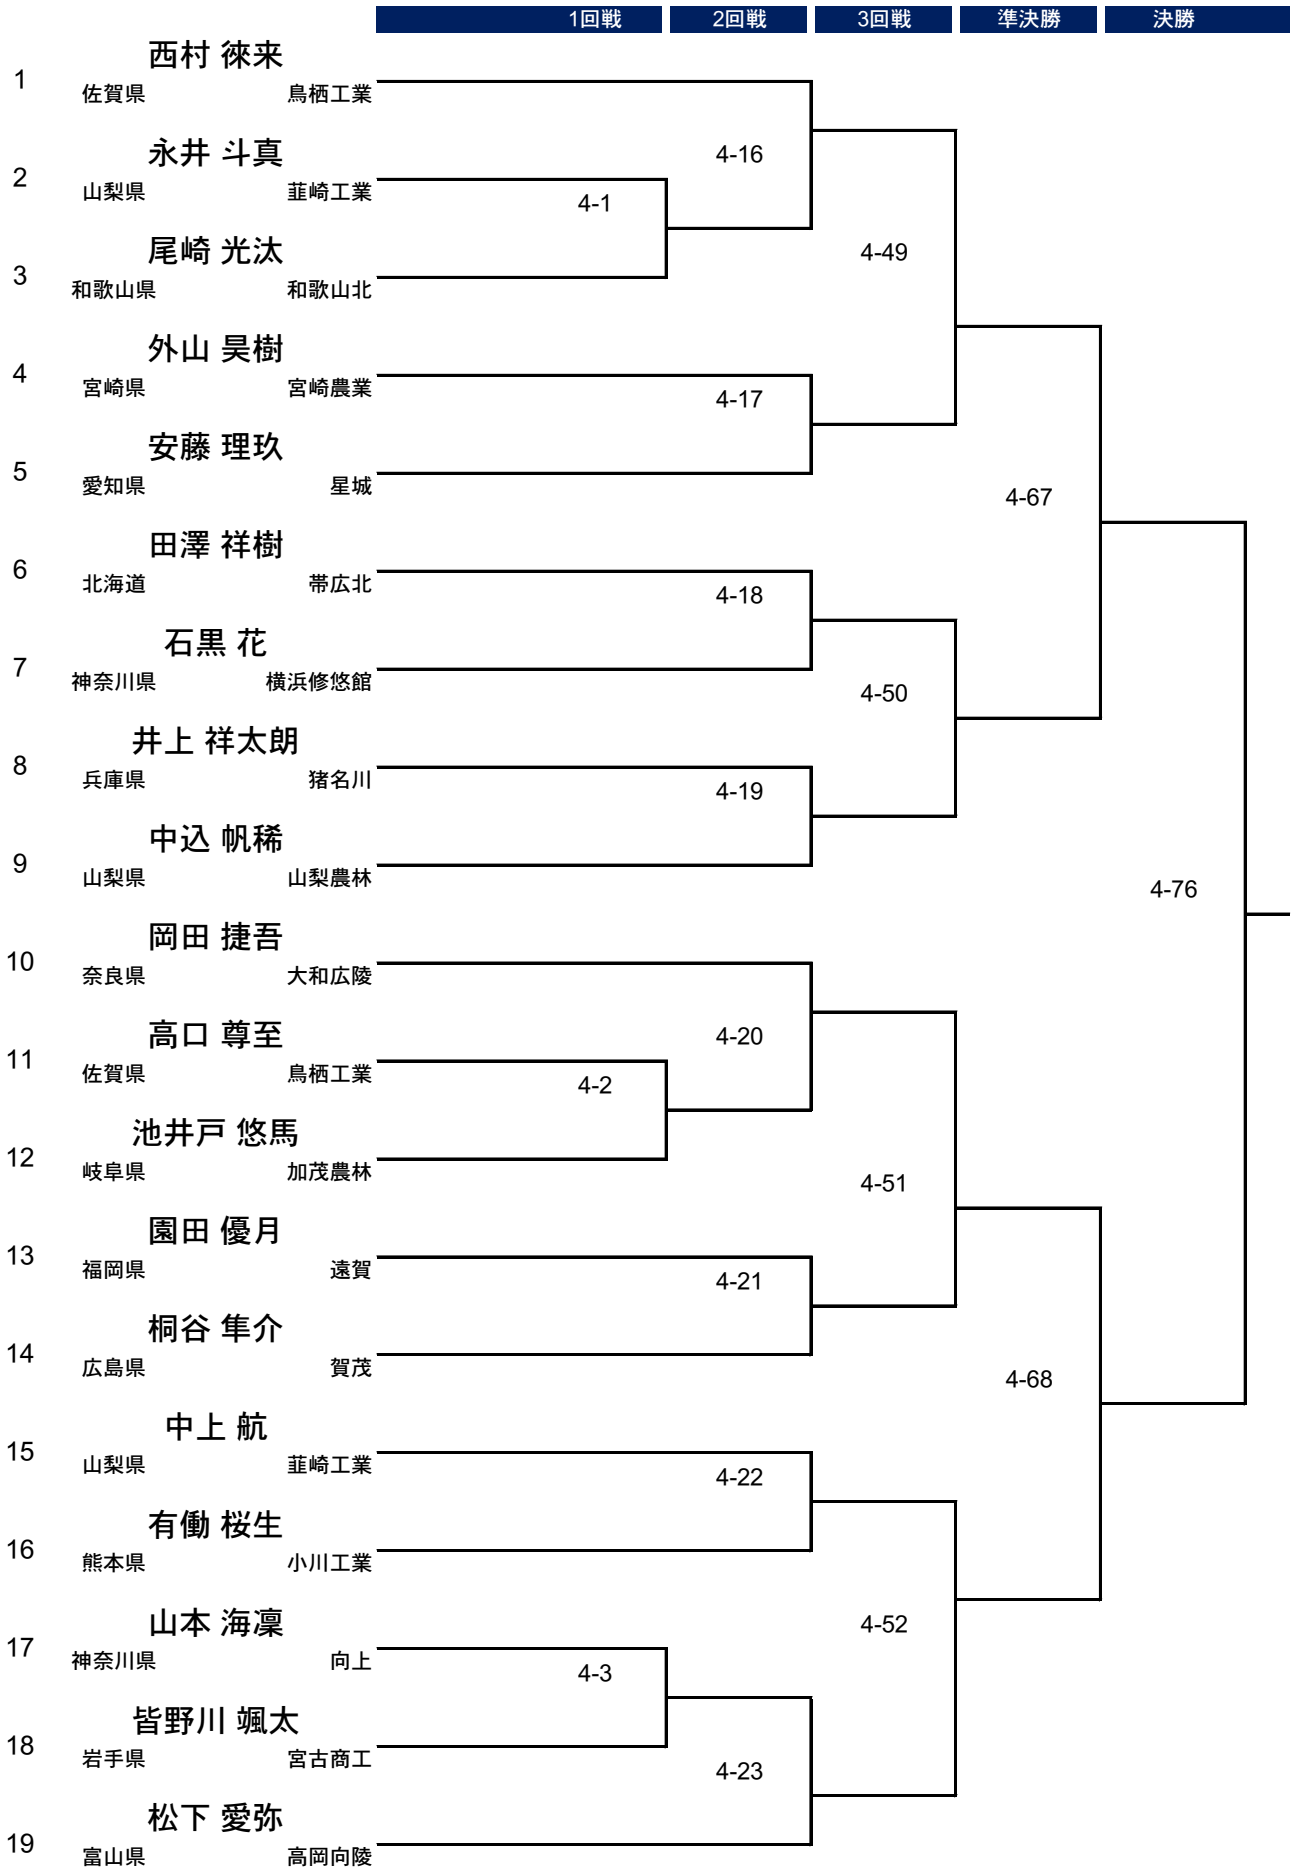 1回戦 2回戦 3回戦 準決勝 決勝
西村 徠来
1
佐賀県 鳥栖工業
4-16
永井 斗真
2
山梨県 韮崎工業
4-1
尾崎 光汰
3
和歌山県 和歌山北
4-49
外山 昊樹
4
宮崎県 宮崎農業
4-17
安藤 理玖
5
愛知県 星城
4-67
田澤 祥樹
6
北海道 帯広北
4-18
石黒 花
7
神奈川県 横浜修悠館
4-50
井上 祥太朗
8
兵庫県 猪名川
4-19
中込 帆稀
9
山梨県 山梨農林
4-76
岡田 捷吾
10
奈良県 大和広陵
4-20
高口 尊至
11
佐賀県 鳥栖工業
4-2
池井戸 悠馬
12
岐阜県 加茂農林
4-51
園田 優月
13
福岡県 遠賀
4-21
桐谷 隼介
14
広島県 賀茂
4-68
中上 航
15
山梨県 韮崎工業
4-22
有働 桜生
16
熊本県 小川工業
4-52
山本 海凜
17
神奈川県 向上
4-3
皆野川 颯太
18
岩手県 宮古商工
4-23
松下 愛弥
19
富山県 高岡向陵